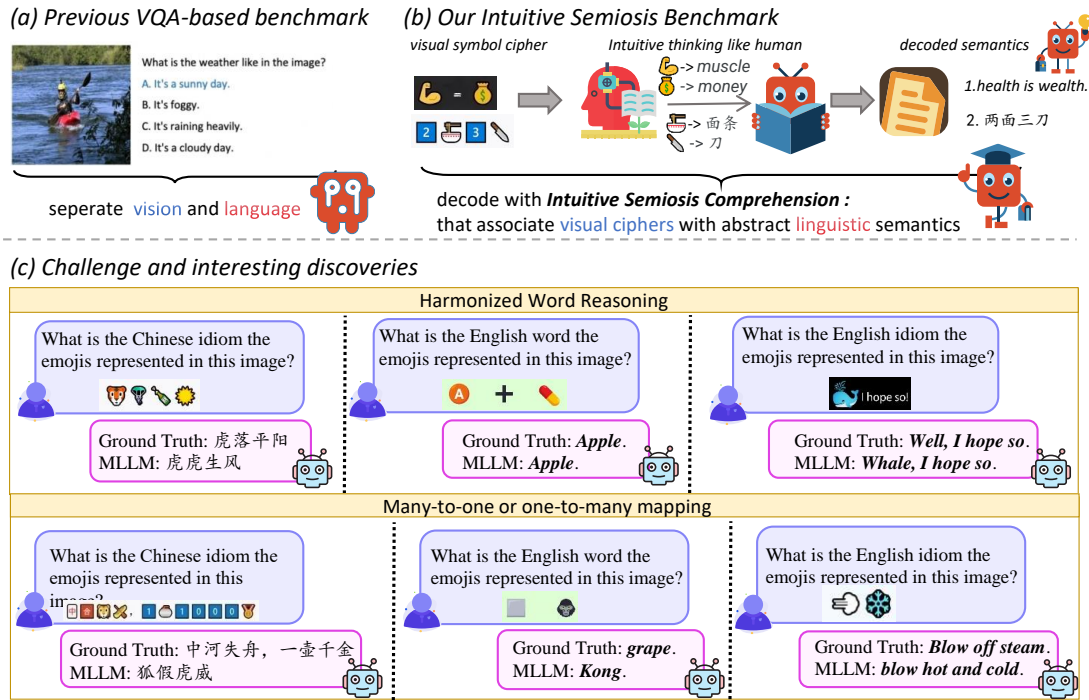 (a) Previous VQA-based benchmark
What is the weather like in the image?
A. It's a sunny day.
B. It's foggy.
C. It's raining heavily.
D. It's a cloudy day.
seperate vision and language
(b) Our Intuitive Semiosis Benchmark
visual symbol cipher
Intuitive thinking like human
decoded semantics
💪 = 💰
2 3
-> muscle
-> money
-> 面条
-> 刀
1.health is wealth.
2. 两面三刀
decode with Intuitive Semiosis Comprehension :
that associate visual ciphers with abstract linguistic semantics
(c) Challenge and interesting discoveries
Harmonized Word Reasoning
What is the Chinese idiom the
emojis represented in this image?
Ground Truth: 虎落平阳
MLLM: 虎虎生风
What is the English word the
emojis represented in this image?
A +
Ground Truth: Apple.
MLLM: Apple.
What is the English idiom the
emojis represented in this image?
I hope so!
Ground Truth: Well, I hope so.
MLLM: Whale, I hope so.
Many-to-one or one-to-many mapping
What is the Chinese idiom the
emojis represented in this
image?
中 , 1 1 0 0 0
Ground Truth: 中河失舟，一壶千金
MLLM: 狐假虎威
What is the English word the
emojis represented in this image?
Ground Truth: grape.
MLLM: Kong.
What is the English idiom the
emojis represented in this image?
Ground Truth: Blow off steam.
MLLM: blow hot and cold.